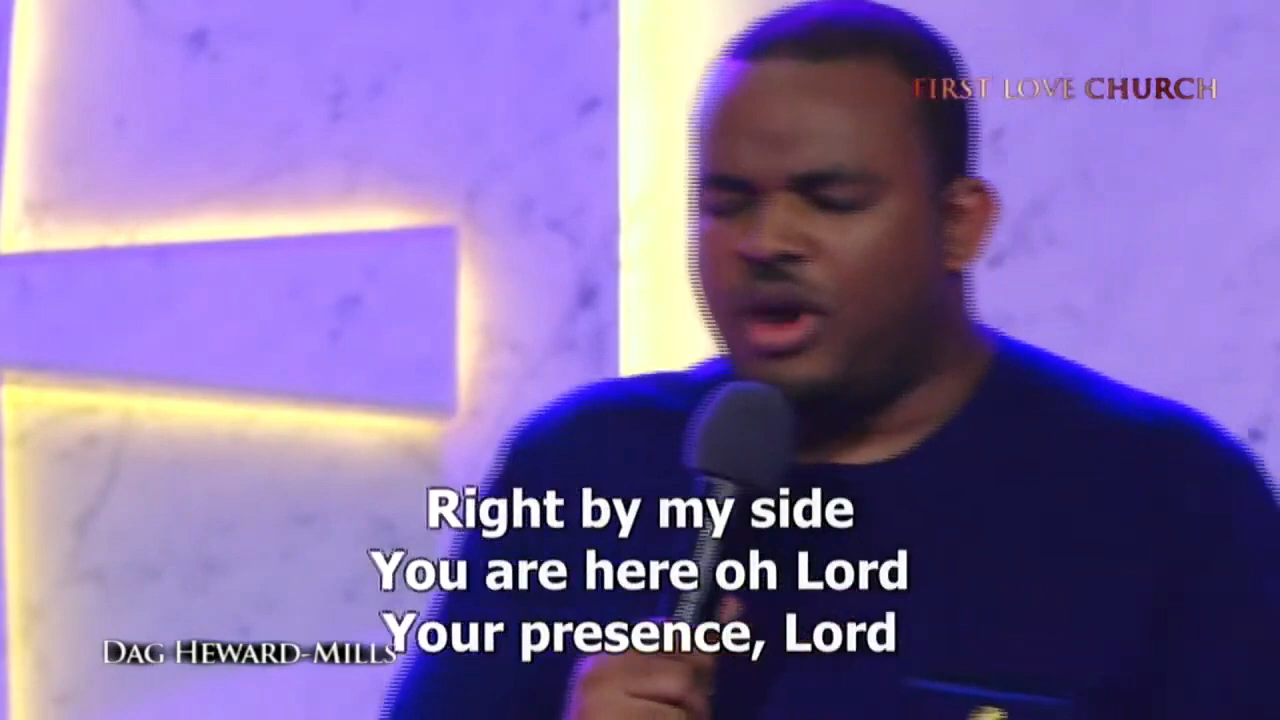 FIRST LOVE CHURCH
Right by my side
You are here oh Lord
Your presence, Lord
DAG HEWARD-MILLS